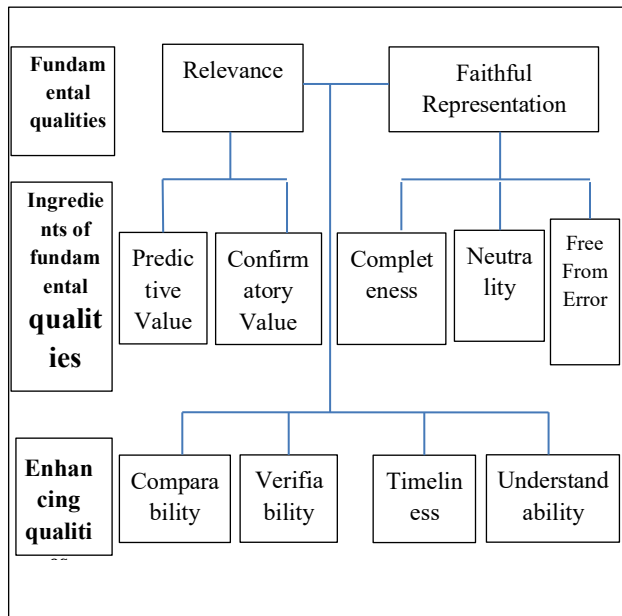 Fundam
ental
qualities
Relevance
Faithful
Representation
Ingredie
nts of
fundam
ental
qualit
ies
Predic
tive
Value
Confirm
atory
Value
Complet
eness
Neutra
lity
Free
From
Error
Enhan
cing
qualiti
es
Compara
bility
Verifia
bility
Timelin
ess
Understand
ability